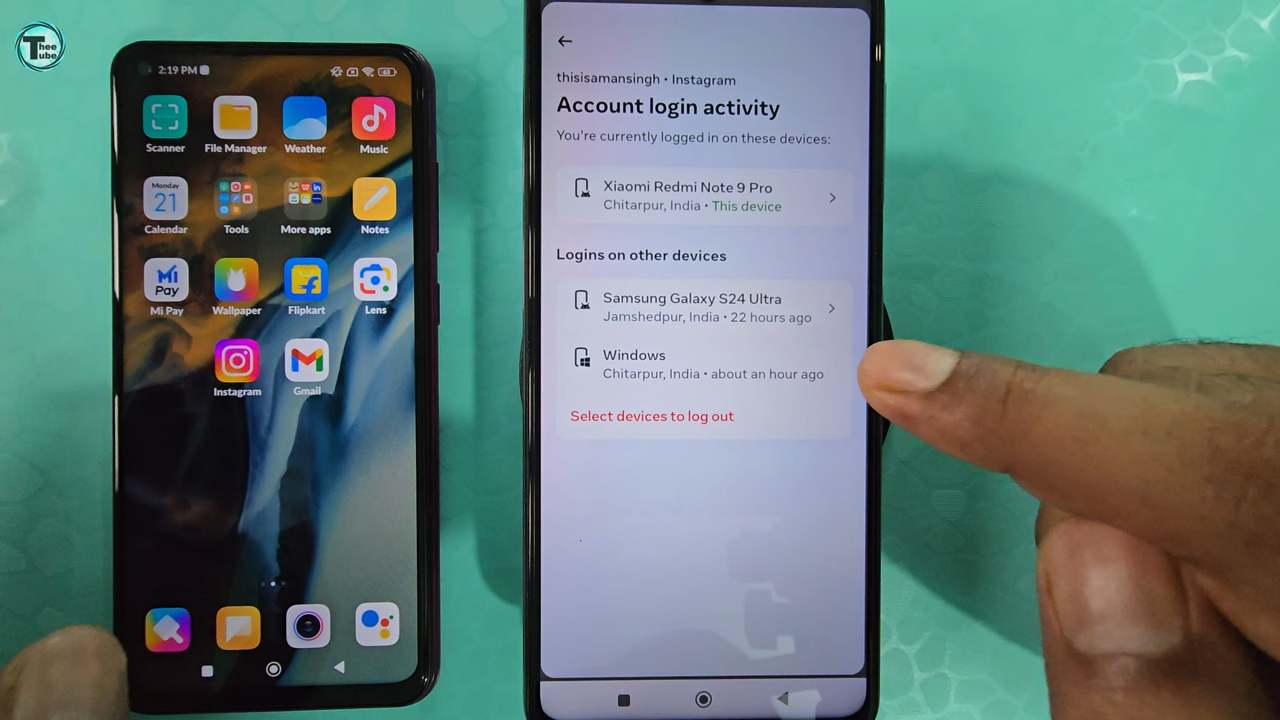 Thee
Tube
2:19 PM
63
Scanner
File Manager
Weather
Music
Monday
21
Calendar
Tools
More apps
Notes
Mi
Pay
Mi Pay
Wallpaper
Flipkart
Lens
Instagram
Gmail
thisisamansingh • Instagram
Account login activity
You're currently logged in on these devices:
Xiaomi Redmi Note 9 Pro
Chitarpur, India • This device
Logins on other devices
Samsung Galaxy S24 Ultra
Jamshedpur, India • 22 hours ago
Windows
Chitarpur, India • about an hour ago
Select devices to log out